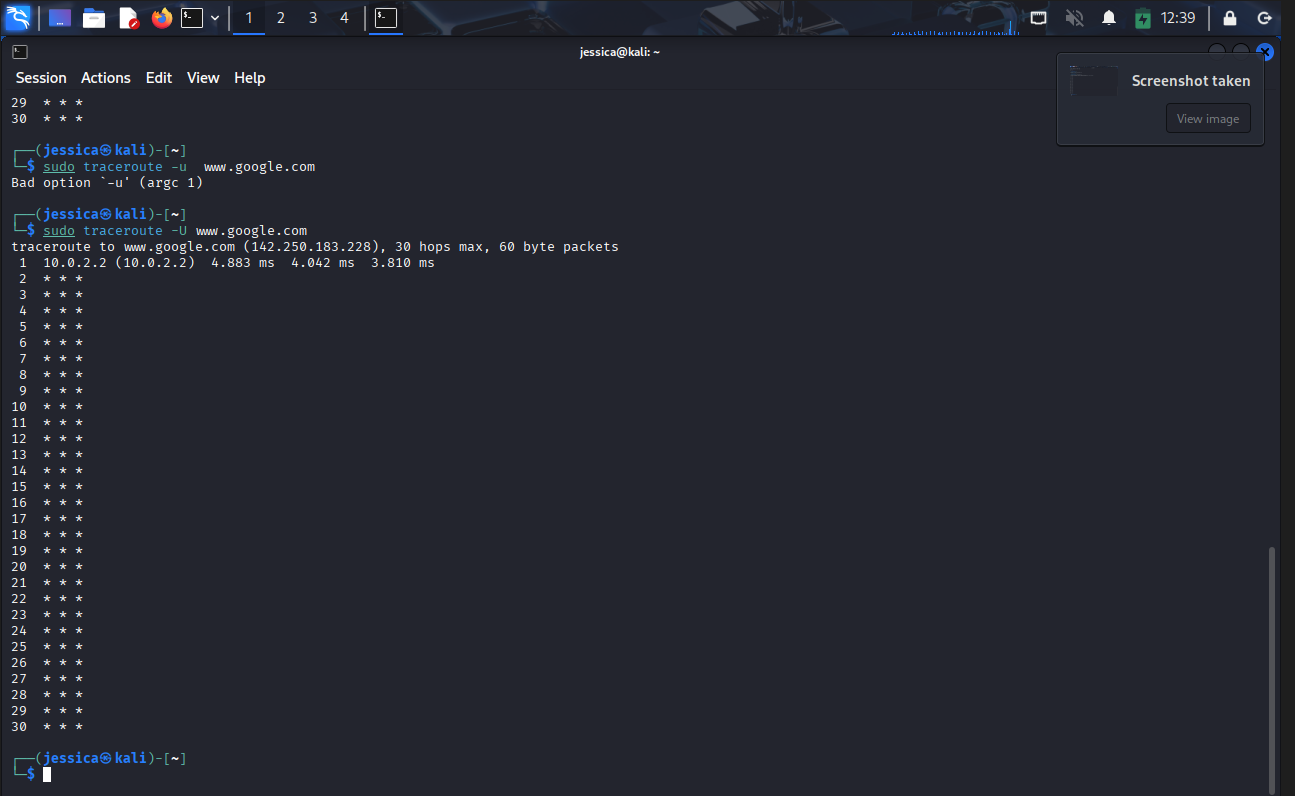 1 2 3 4 12:39
jessica@kali: ~
Session Actions Edit View Help
Screenshot taken
View image
29  * * *
30  * * *
┌──(jessica㉿kali)-[~]
└─$ sudo traceroute -u  www.google.com
Bad option `-u' (argc 1)
┌──(jessica㉿kali)-[~]
└─$ sudo traceroute -U www.google.com
traceroute to www.google.com (142.250.183.228), 30 hops max, 60 byte packets
 1  10.0.2.2 (10.0.2.2)  4.883 ms  4.042 ms  3.810 ms
 2  * * *
 3  * * *
 4  * * *
 5  * * *
 6  * * *
 7  * * *
 8  * * *
 9  * * *
10  * * *
11  * * *
12  * * *
13  * * *
14  * * *
15  * * *
16  * * *
17  * * *
18  * * *
19  * * *
20  * * *
21  * * *
22  * * *
23  * * *
24  * * *
25  * * *
26  * * *
27  * * *
28  * * *
29  * * *
30  * * *
┌──(jessica㉿kali)-[~]
└─$